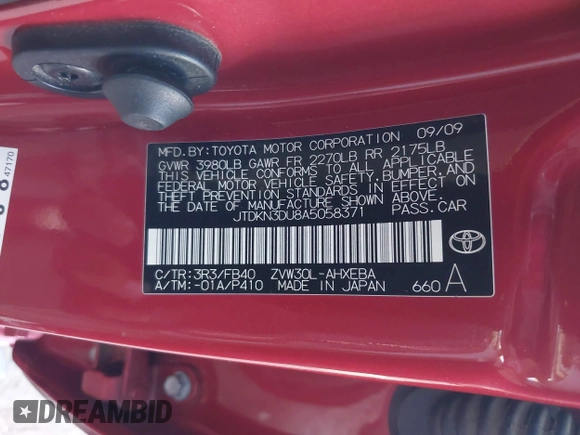 MFD.BY:TOYOTA MOTOR CORPORATION 09/09
GVWR 3980LB GAWR FR 2270LB RR 2175LB
THIS VEHICLE CONFORMS TO ALL APPLICABLE
FEDERAL MOTOR VEHICLE SAFETY,BUMPER,AND
THEFT PREVENTION STANDARDS IN EFFECT ON
THE DATE OF MANUFACTURE SHOWN ABOVE.
JTDKN3DU8A5058371 PASS.CAR
TOYOTA
C/TR:3R3/FB40 ZVW30L-AHXEBA
A/TM:-01A/P410 MADE IN JAPAN 660 A
47170
DREAMBID